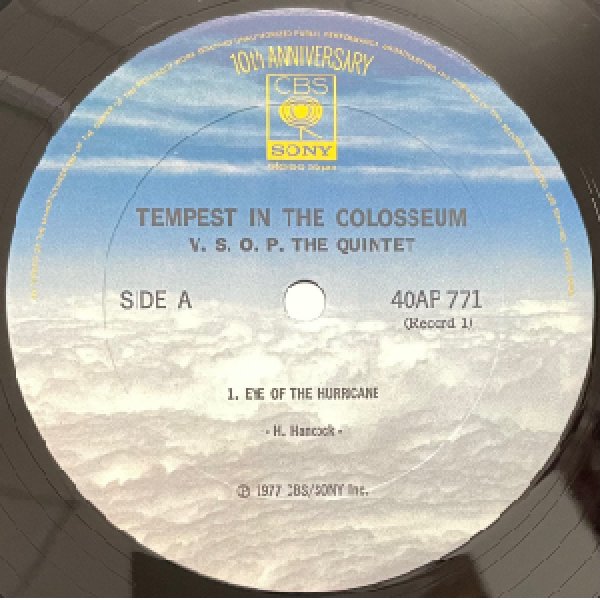 10th ANNIVERSARY
CBS
SONY
TEMPEST IN THE COLOSSEUM
V. S. O. P. THE QUINTET
SIDE A
40AP 771
(Record 1)
1. EYE OF THE HURRICANE
- H. Hancock -
Ⓟ 1977 CBS/SONY Inc.